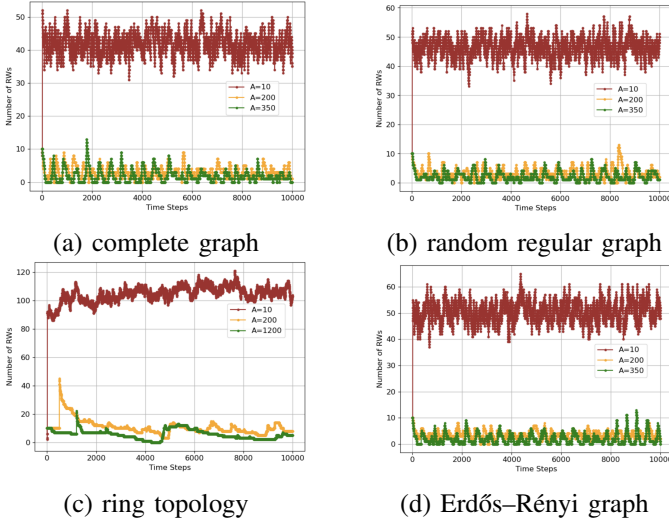 Number of RWs
50
40
30
20
10
0
A=10
A=200
A=350
0 2000 4000 6000 8000 10000
Time Steps
(a) complete graph
Number of RWs
60
50
40
30
20
10
0
A=10
A=200
A=350
0 2000 4000 6000 8000 10000
Time Steps
(b) random regular graph
Number of RWs
120
100
80
60
40
20
0
A=10
A=200
A=1200
0 2000 4000 6000 8000 10000
Time Steps
(c) ring topology
Number of RWs
60
50
40
30
20
10
0
A=10
A=200
A=350
0 2000 4000 6000 8000 10000
Time Steps
(d) Erdős–Rényi graph